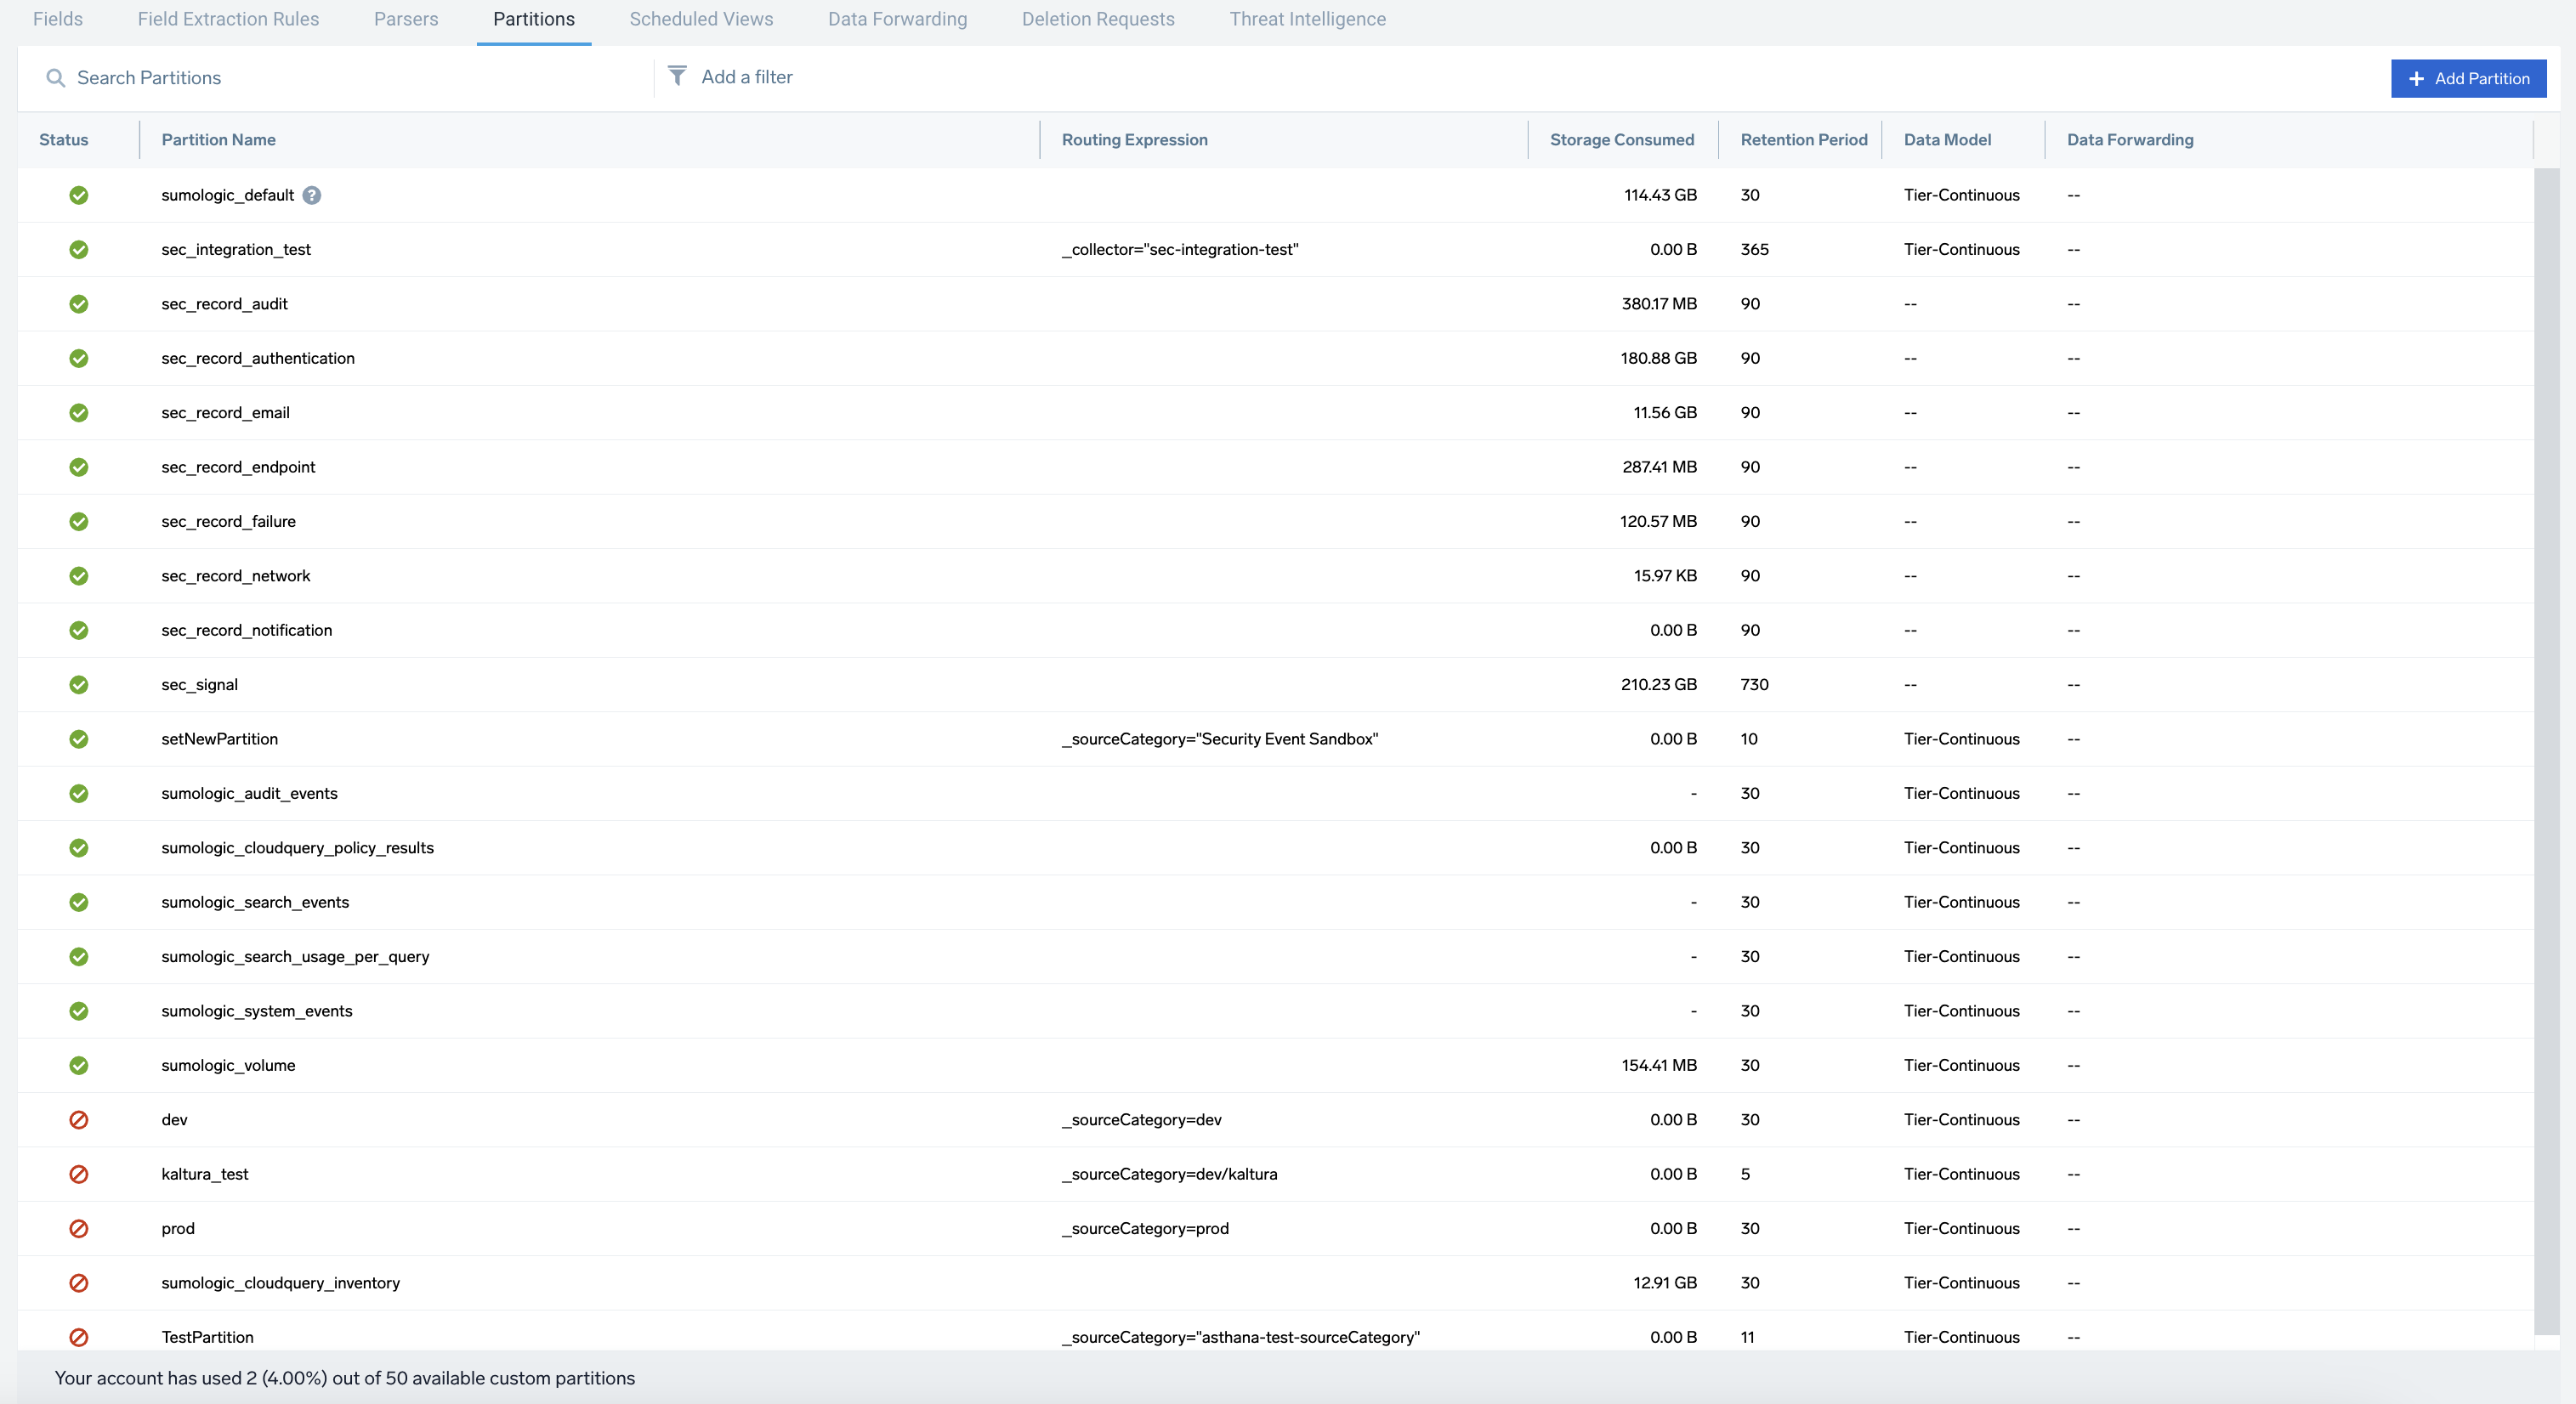 Fields Field Extraction Rules Parsers Partitions Scheduled Views Data Forwarding Deletion Requests Threat Intelligence
Search Partitions Add a filter + Add Partition
Status Partition Name Routing Expression Storage Consumed Retention Period Data Model Data Forwarding
sumologic_default ? 114.43 GB 30 Tier-Continuous --
sec_integration_test _collector="sec-integration-test" 0.00 B 365 Tier-Continuous --
sec_record_audit 380.17 MB 90 -- --
sec_record_authentication 180.88 GB 90 -- --
sec_record_email 11.56 GB 90 -- --
sec_record_endpoint 287.41 MB 90 -- --
sec_record_failure 120.57 MB 90 -- --
sec_record_network 15.97 KB 90 -- --
sec_record_notification 0.00 B 90 -- --
sec_signal 210.23 GB 730 -- --
setNewPartition _sourceCategory="Security Event Sandbox" 0.00 B 10 Tier-Continuous --
sumologic_audit_events - 30 Tier-Continuous --
sumologic_cloudquery_policy_results 0.00 B 30 Tier-Continuous --
sumologic_search_events - 30 Tier-Continuous --
sumologic_search_usage_per_query - 30 Tier-Continuous --
sumologic_system_events - 30 Tier-Continuous --
sumologic_volume 154.41 MB 30 Tier-Continuous --
dev _sourceCategory=dev 0.00 B 30 Tier-Continuous --
kaltura_test _sourceCategory=dev/kaltura 0.00 B 5 Tier-Continuous --
prod _sourceCategory=prod 0.00 B 30 Tier-Continuous --
sumologic_cloudquery_inventory 12.91 GB 30 Tier-Continuous --
TestPartition _sourceCategory="asthana-test-sourceCategory" 0.00 B 11 Tier-Continuous --
Your account has used 2 (4.00%) out of 50 available custom partitions